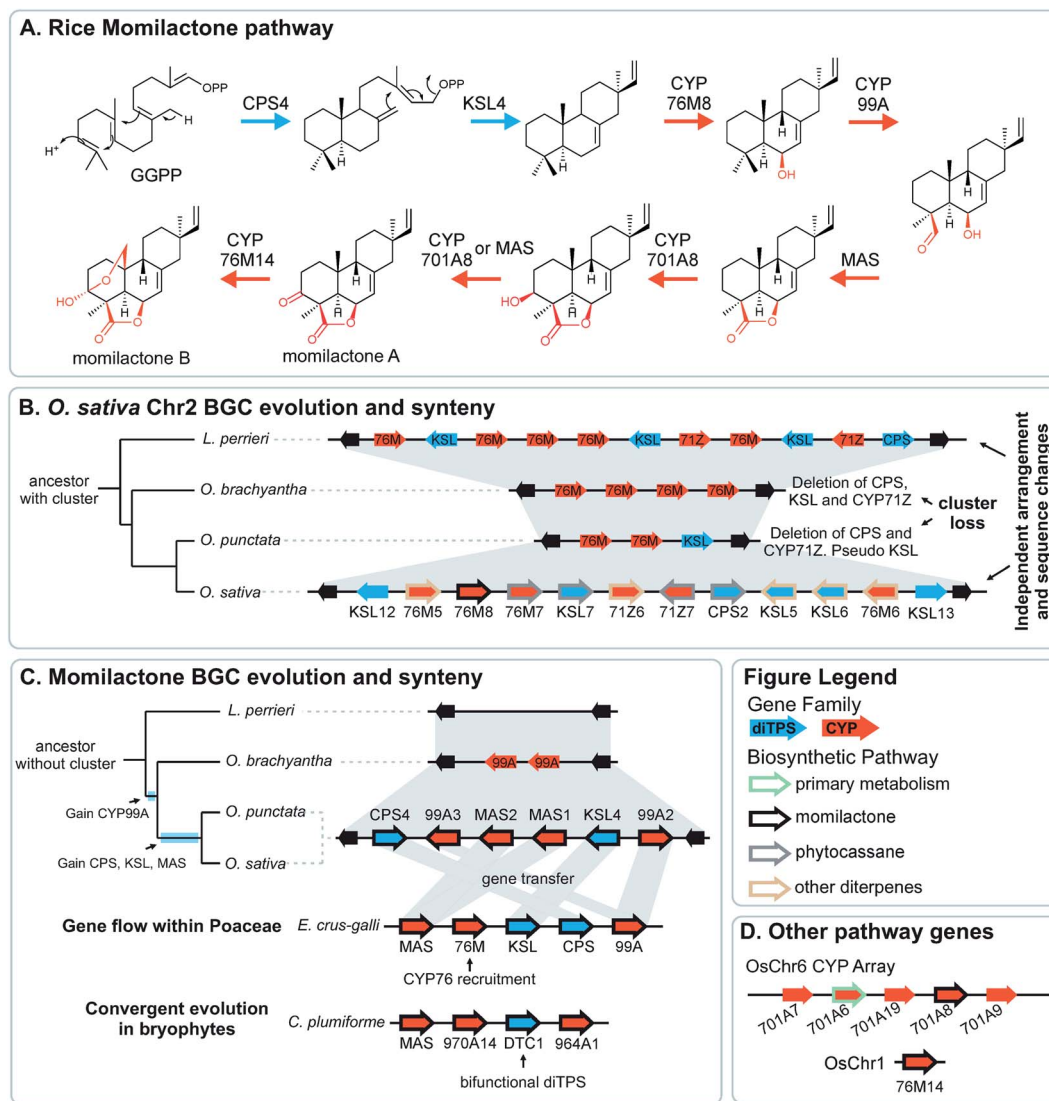 A. Rice Momilactone pathway
OPP
H
H⁺
GGPP
CPS4
OPP
H
KSL4
H
H
CYP
76M8
H
H
OH
CYP
99A
H
H
O
OH
MAS
H
H
O
O
CYP
701A8
HO
H
H
O
O
CYP
701A8 or MAS
O
H
H
O
O
momilactone A
CYP
76M14
O
HO
H
H
O
O
momilactone B
B. O. sativa Chr2 BGC evolution and synteny
ancestor
with cluster
L. perrieri
76M KSL 76M 76M 76M KSL 71Z 76M KSL 71Z CPS
O. brachyantha
76M 76M 76M 76M
Deletion of CPS,
KSL and CYP71Z
cluster
loss
O. punctata
76M 76M KSL
Deletion of CPS and
CYP71Z. Pseudo KSL
O. sativa
KSL12 76M5 76M8 76M7 KSL7 71Z6 71Z7 CPS2 KSL5 KSL6 76M6 KSL13
Independent arrangement
and sequence changes
C. Momilactone BGC evolution and synteny
ancestor
without cluster
L. perrieri
O. brachyantha
99A 99A
Gain CYP99A
O. punctata
CPS4 99A3 MAS2 MAS1 KSL4 99A2
Gain CPS, KSL, MAS
O. sativa
gene transfer
Gene flow within Poaceae
E. crus-galli
MAS 76M KSL CPS 99A
CYP76 recruitment
Convergent evolution
in bryophytes
C. plumiforme
MAS 970A14 DTC1 964A1
bifunctional diTPS
Figure Legend
Gene Family
diTPS CYP
Biosynthetic Pathway
primary metabolism
momilactone
phytocassane
other diterpenes
D. Other pathway genes
OsChr6 CYP Array
701A7 701A6 701A19 701A8 701A9
OsChr1
76M14